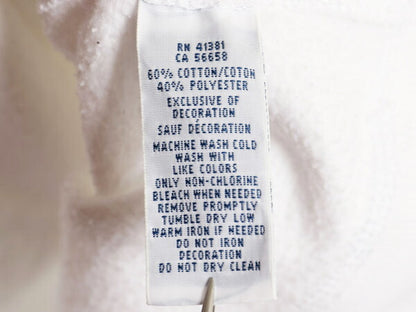 RN 41381
CA 56658
60% COTTON/COTON
40% POLYESTER
EXCLUSIVE OF
DECORATION
SAUF DÉCORATION
MACHINE WASH COLD
WASH WITH
LIKE COLORS
ONLY NON-CHLORINE
BLEACH WHEN NEEDED
REMOVE PROMPTLY
TUMBLE DRY LOW
WARM IRON IF NEEDED
DO NOT IRON
DECORATION
DO NOT DRY CLEAN